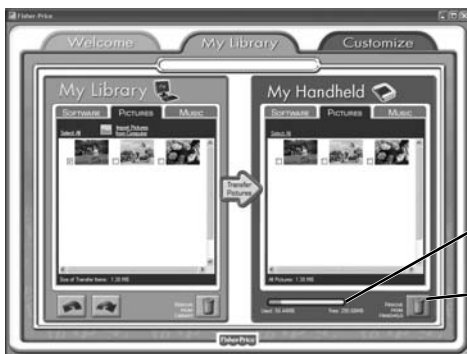 Fisher-Price
Welcome
My Library
Customize
My Library
My Handheld
SOFTWARE
PICTURES
MUSIC
SOFTWARE
PICTURES
MUSIC
Select All
Import Pictures
from Computer
Select All
Transfer
Pictures
Size of Transfer Items: 1.38 MB
All Pictures: 1.38 MB
REMOVE
FROM
LIBRARY
REMOVE
FROM
HANDHELD
Fisher-Price